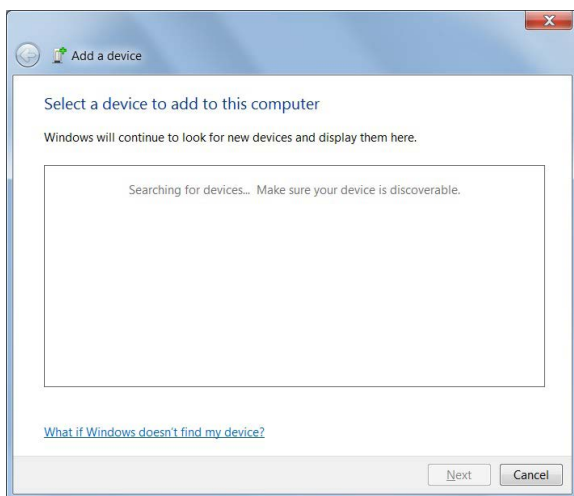 Add a device
Select a device to add to this computer
Windows will continue to look for new devices and display them here.
Searching for devices... Make sure your device is discoverable.
What if Windows doesn't find my device?
Next Cancel